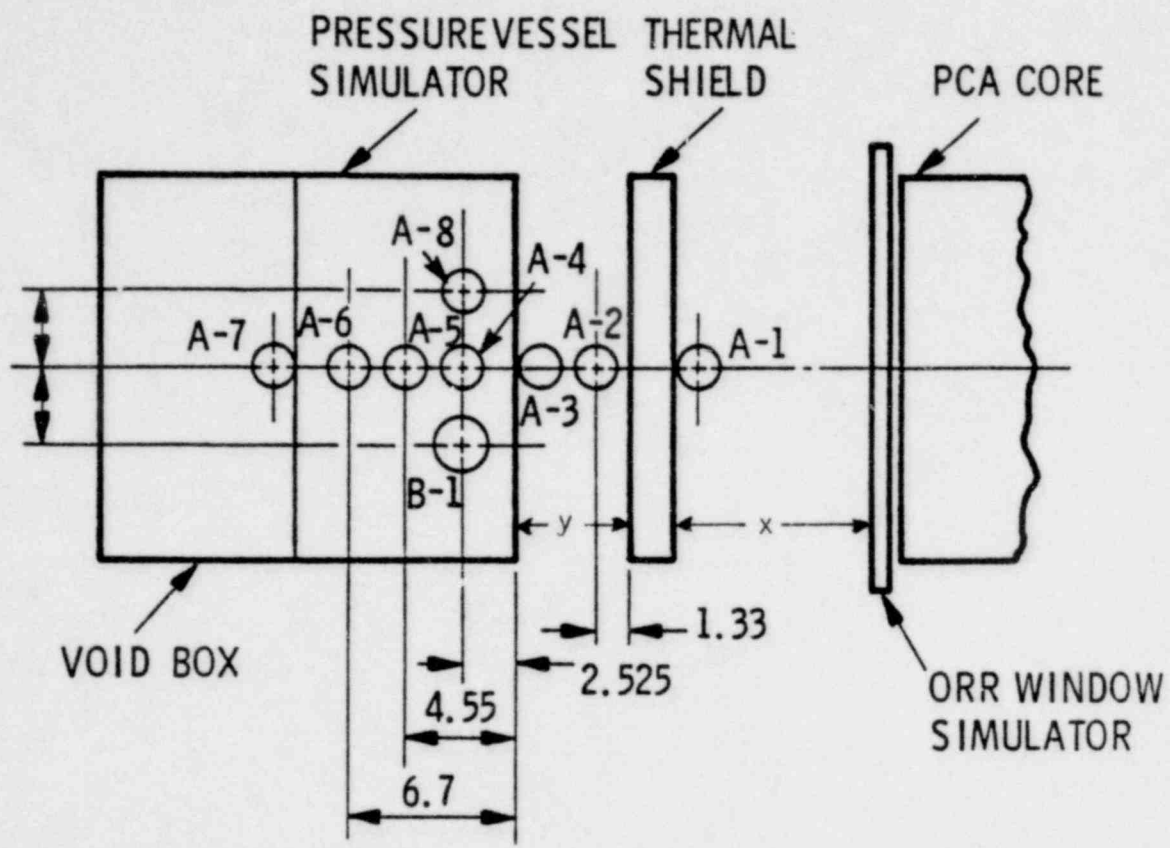 PRESSUREVESSEL THERMAL
SIMULATOR SHIELD PCA CORE
A-8
A-4
A-7 A-6 A-5 A-2 A-1
A-3
B-1
y x
1.33
VOID BOX 2.525 ORR WINDOW
4.55 SIMULATOR
6.7